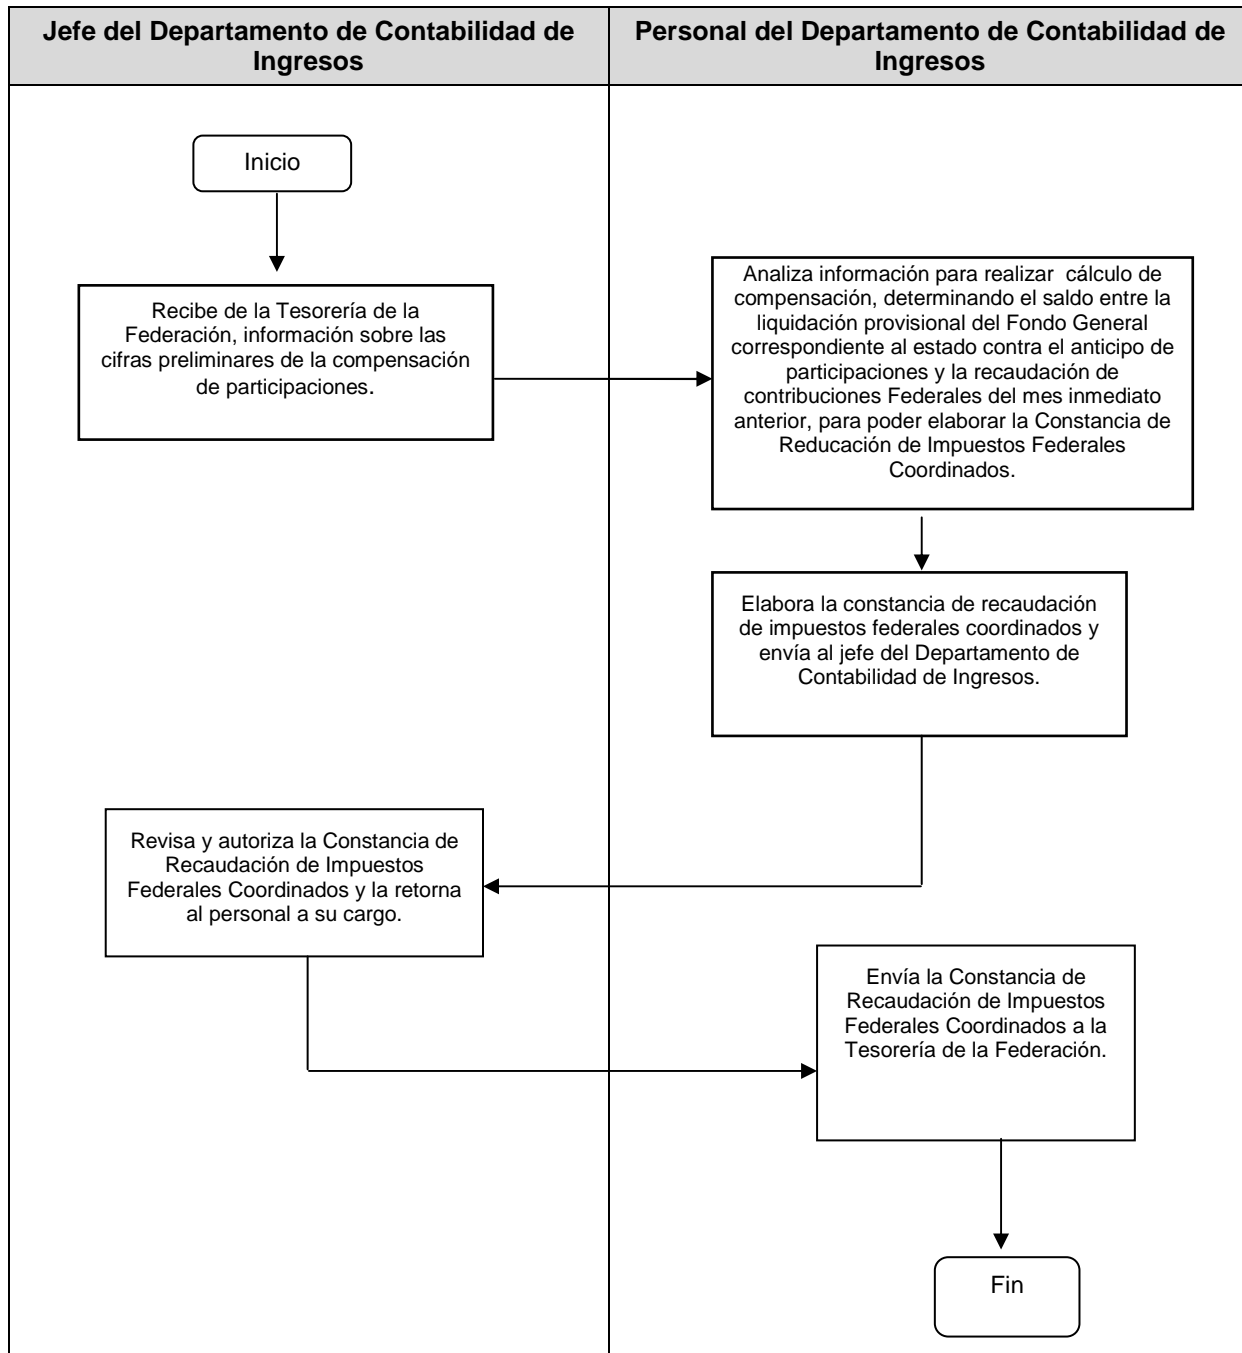 Jefe del Departamento de Contabilidad de
Ingresos
Personal del Departamento de Contabilidad de
Ingresos
Inicio
Recibe de la Tesorería de la
Federación, información sobre las
cifras preliminares de la compensación
de participaciones.
Analiza información para realizar cálculo de
compensación, determinando el saldo entre la
liquidación provisional del Fondo General
correspondiente al estado contra el anticipo de
participaciones y la recaudación de
contribuciones Federales del mes inmediato
anterior, para poder elaborar la Constancia de
Reducación de Impuestos Federales
Coordinados.
Elabora la constancia de recaudación
de impuestos federales coordinados y
envía al jefe del Departamento de
Contabilidad de Ingresos.
Revisa y autoriza la Constancia de
Recaudación de Impuestos
Federales Coordinados y la retorna
al personal a su cargo.
Envía la Constancia de
Recaudación de Impuestos
Federales Coordinados a la
Tesorería de la Federación.
Fin